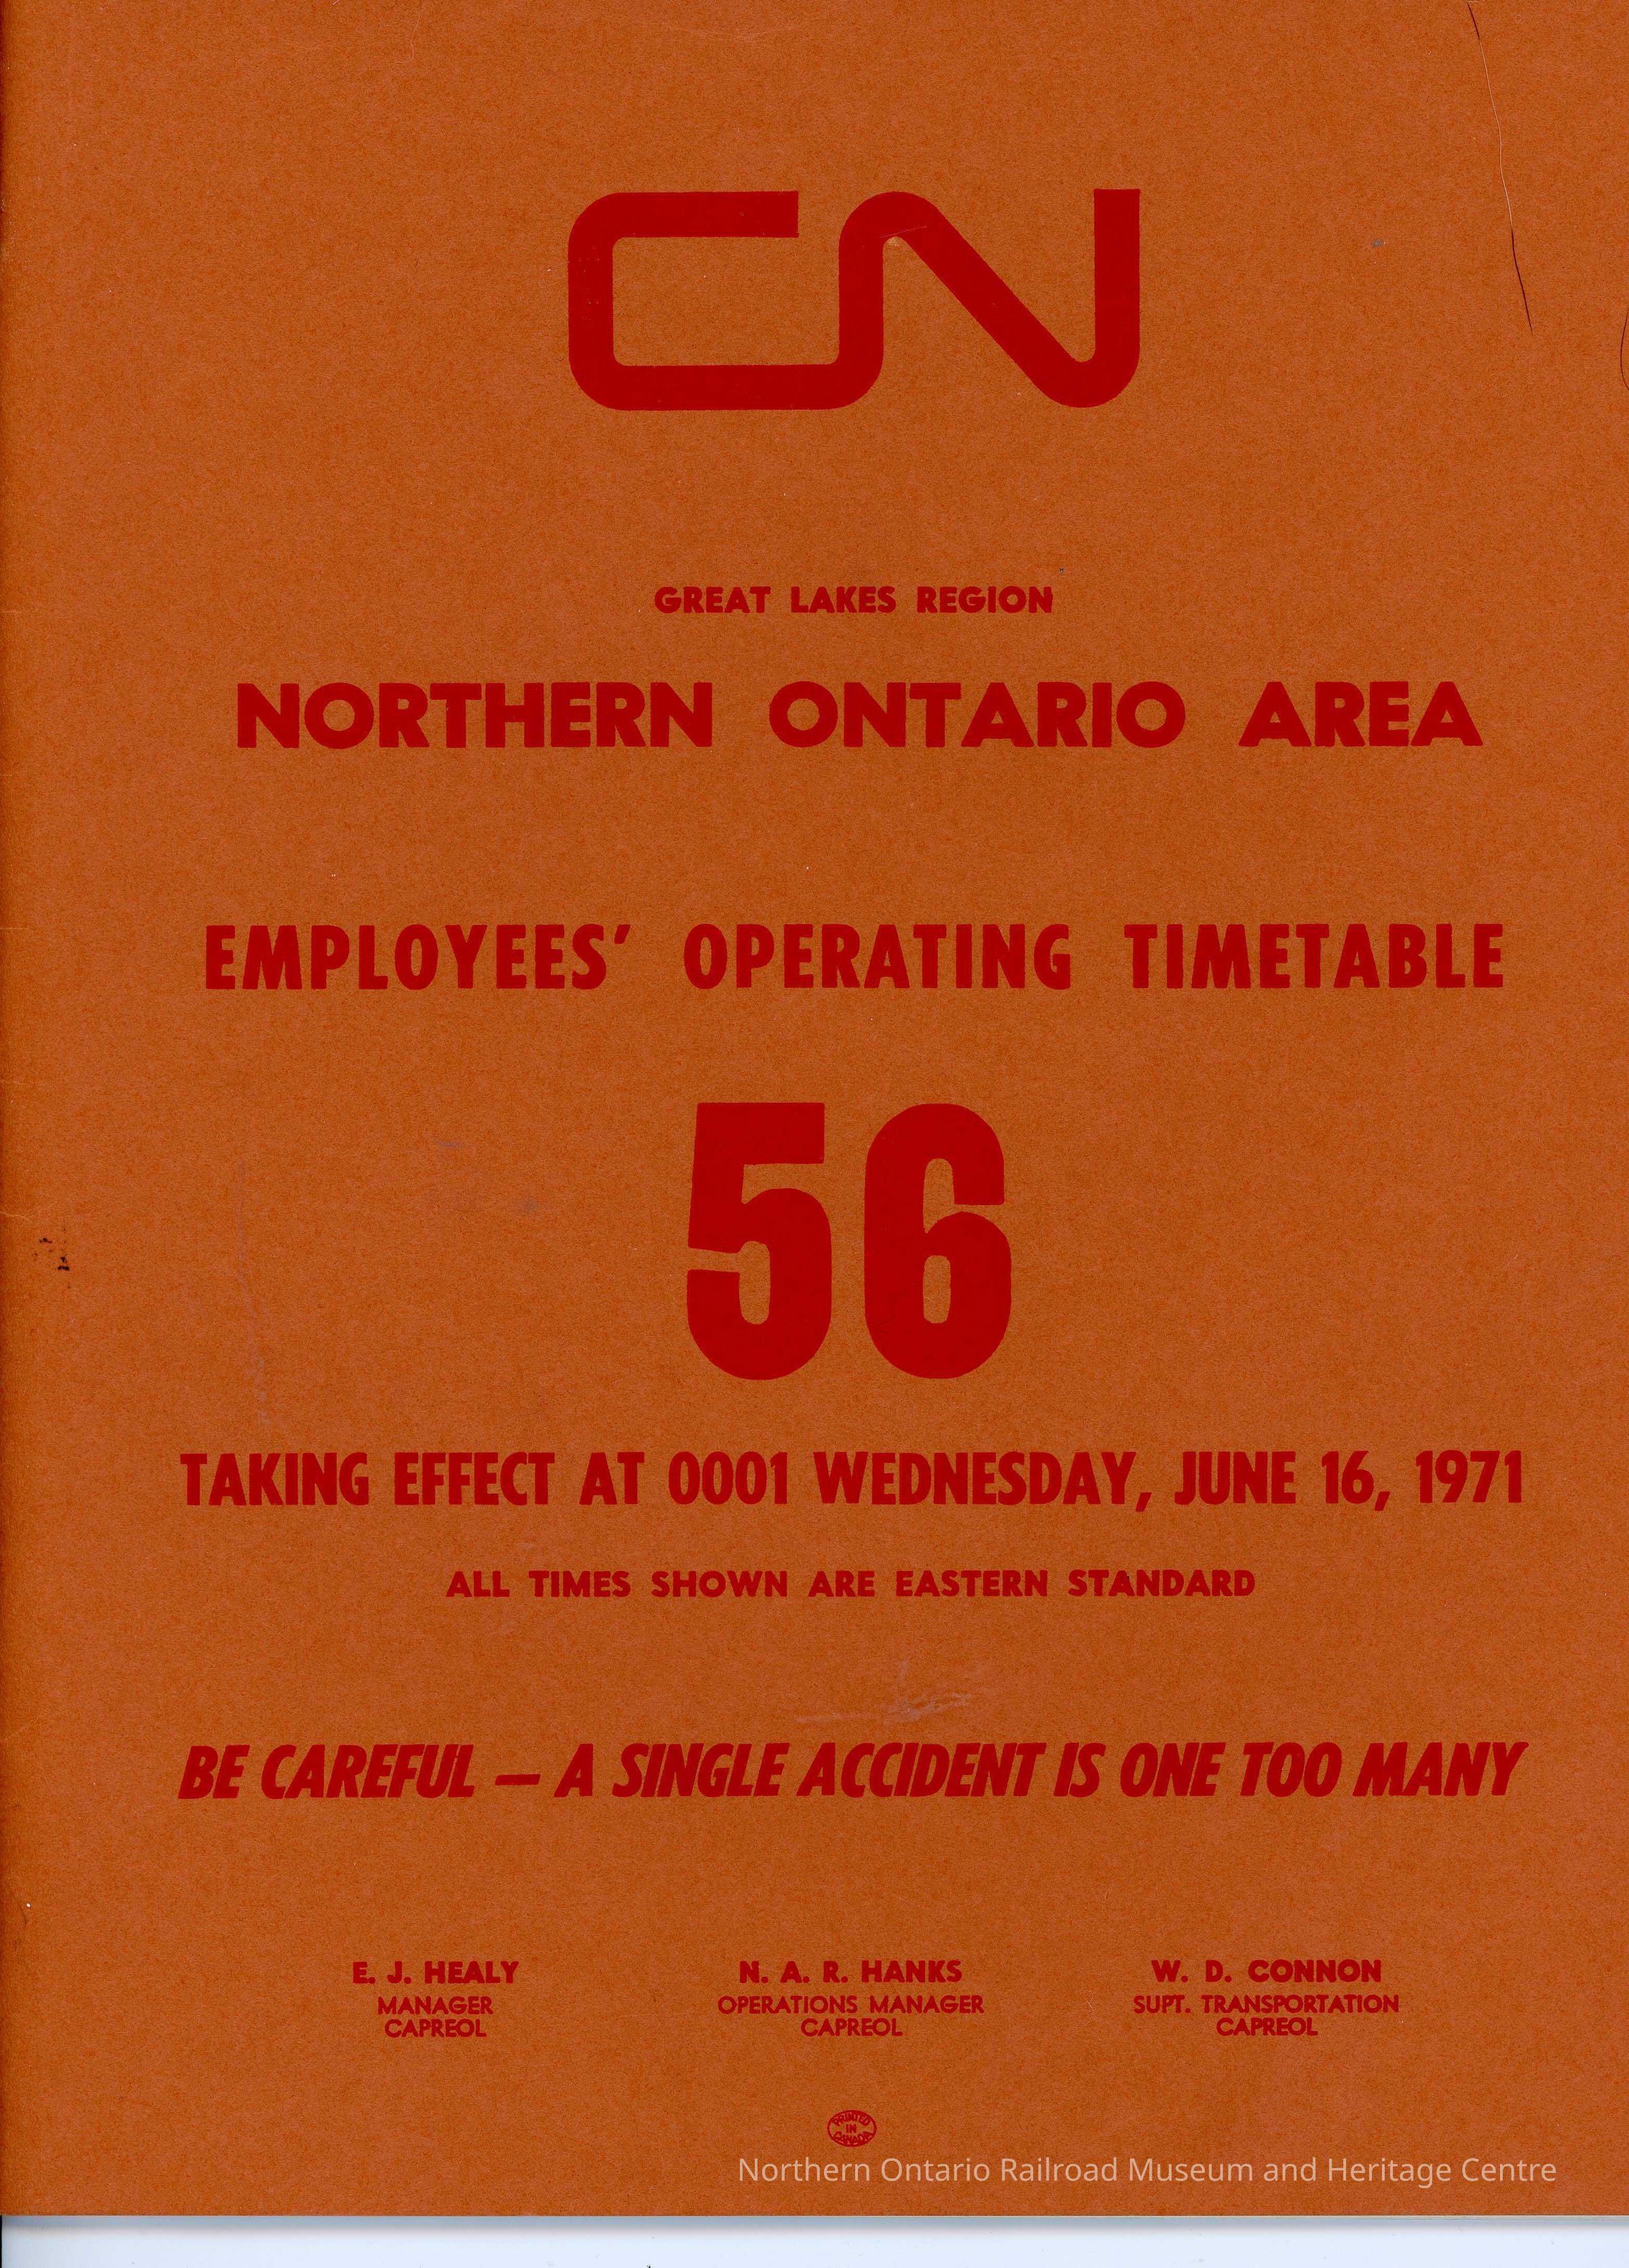 CN
GREAT LAKES REGION
NORTHERN ONTARIO AREA
EMPLOYEES' OPERATING TIMETABLE
56
TAKING EFFECT AT 0001 WEDNESDAY, JUNE 16, 1971
ALL TIMES SHOWN ARE EASTERN STANDARD
BE CAREFUL — A SINGLE ACCIDENT IS ONE TOO MANY
E. J. HEALY
MANAGER
CAPREOL
N. A. R. HANKS
OPERATIONS MANAGER
CAPREOL
W. D. CONNON
SUPT. TRANSPORTATION
CAPREOL
PRINTED
IN
CANADA
Northern Ontario Railroad Museum and Heritage Centre